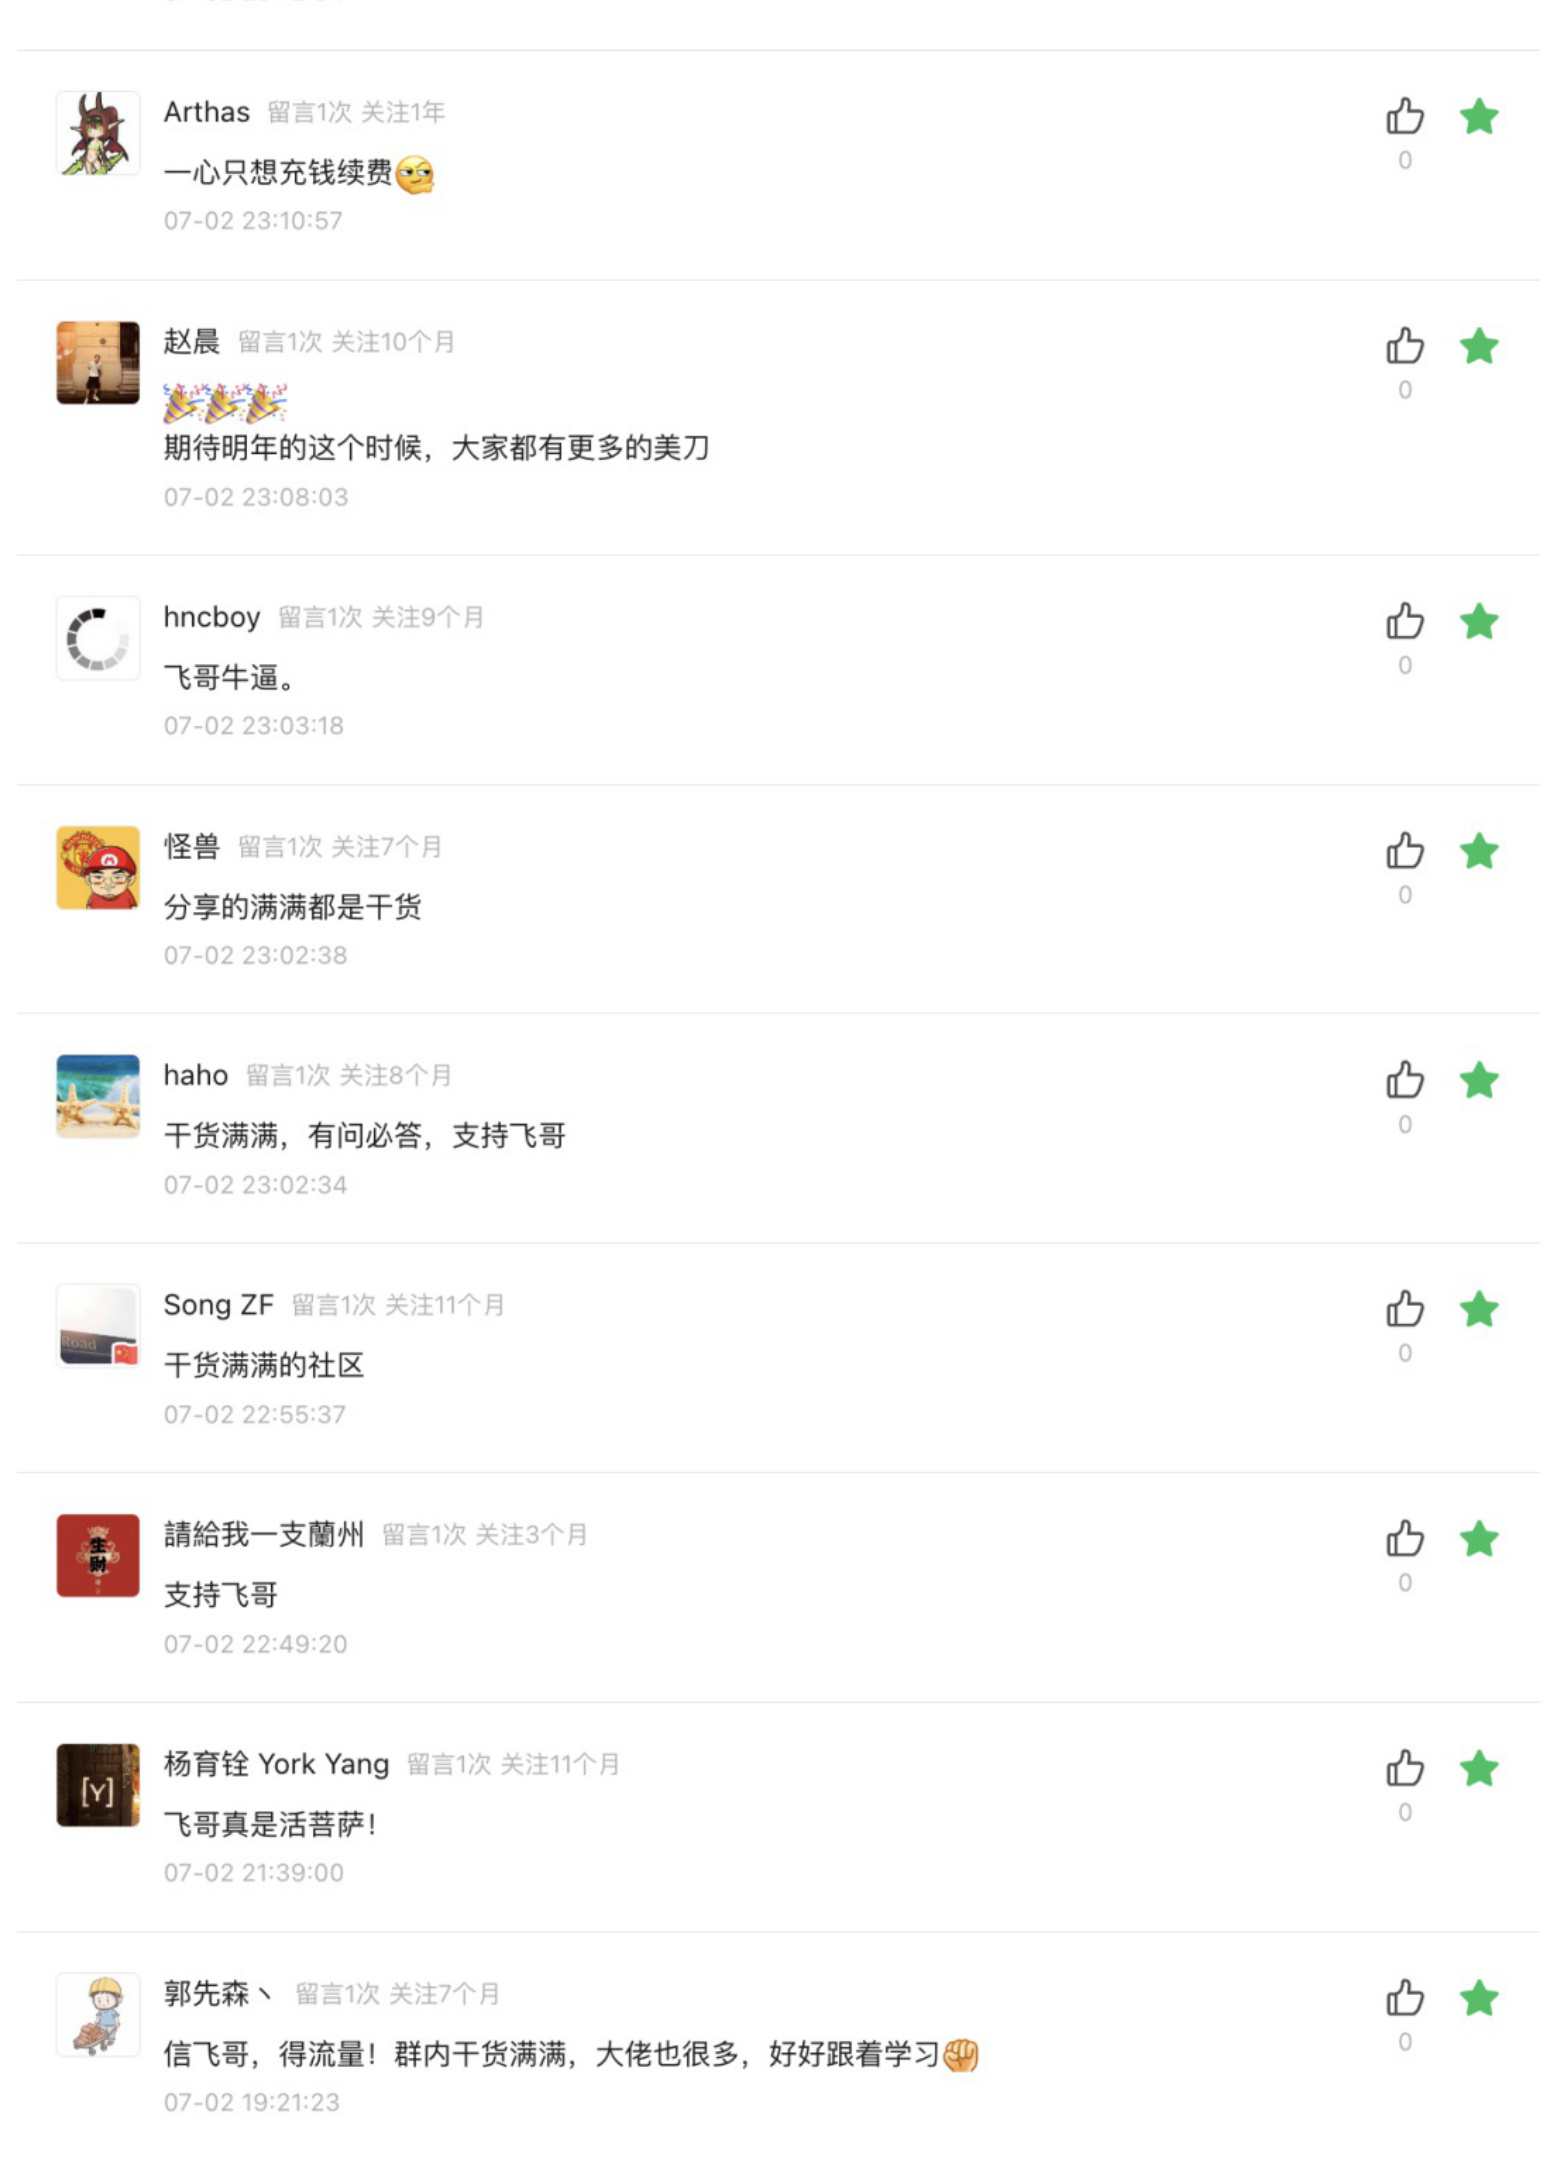 Arthas 留言1次 关注1年
0
一心只想充钱续费
07-02 23:10:57
赵晨 留言1次 关注10个月
0
期待明年的这个时候，大家都有更多的美刀
07-02 23:08:03
hncboy 留言1次 关注9个月
0
飞哥牛逼。
07-02 23:03:18
怪兽 留言1次 关注7个月
0
分享的满满都是干货
07-02 23:02:38
haho 留言1次 关注8个月
0
干货满满，有问必答，支持飞哥
07-02 23:02:34
Song ZF 留言1次 关注11个月
Road
0
干货满满的社区
07-02 22:55:37
請給我一支蘭州 留言1次 关注3个月
生財
0
支持飞哥
07-02 22:49:20
杨育铨 York Yang 留言1次 关注11个月
[Y]
0
飞哥真是活菩萨！
07-02 21:39:00
郭先森丶 留言1次 关注7个月
0
信飞哥，得流量！群内干货满满，大佬也很多，好好跟着学习
07-02 19:21:23